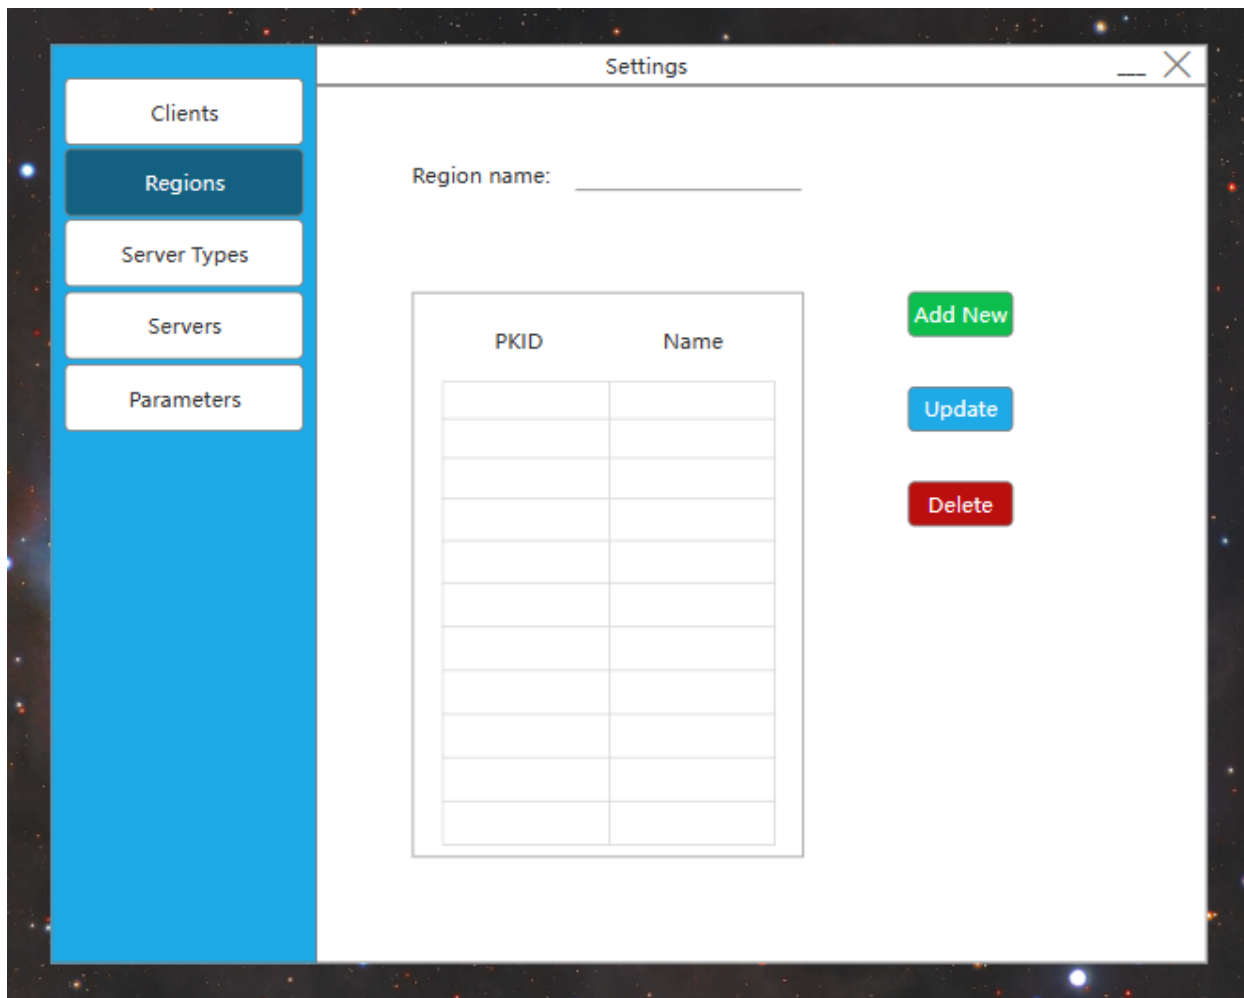 Settings
Clients
Regions
Server Types
Servers
Parameters
Region name:
PKID Name
Add New
Update
Delete